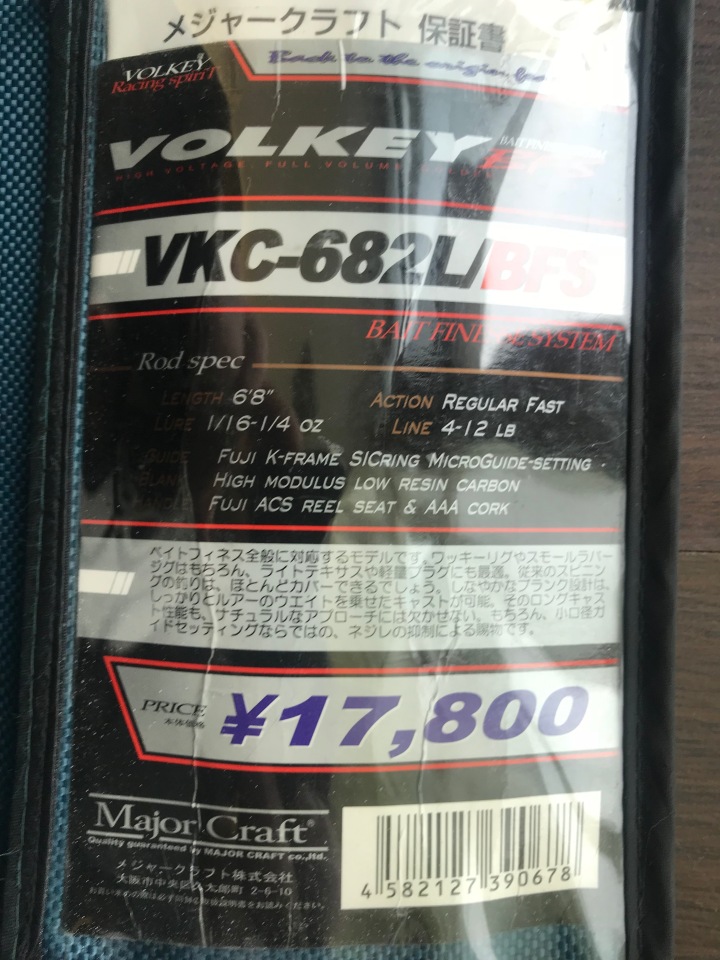 メジャークラフト 保証書
VOLKEY
Racing spiriT
Back to the origin
VOLKEY
HIGH VOLTAGE, FULL VOLUME
VKC-682L/BFS
BAIT FINESSE SYSTEM
Rod spec
LENGTH 6'8" ACTION REGULAR FAST
LURE 1/16-1/4 OZ LINE 4-12 LB
GUIDE FUJI K-FRAME SICRING MICROGUIDE-SETTING
BLANK HIGH MODULUS LOW RESIN CARBON
HANDLE FUJI ACS REEL SEAT & AAA CORK
ベイトフィネス全般に対応するモデルです。ワッキーリグやスモールラバー
ジグはもちろん、ライトテキサスや軽量プラグにも最適。従来のスピニン
グの釣りは、ほとんどカバーできるでしょう。しなやかなブランク設計は、
しっかりとルアーのウエイトを乗せたキャストが可能。そのロングキャス
ト性能も、ナチュラルなアプローチには欠かせない。もちろん、小口径ガ
イドセッティングならではの、ネジレの抑制による賜物です。
PRICE
本体価格
¥17,800
Major Craft®
Quality guaranteed by MAJOR CRAFT co.,ltd.
メジャークラフト株式会社
大阪市中央区久太郎町 2-6-10
4 582127 390678